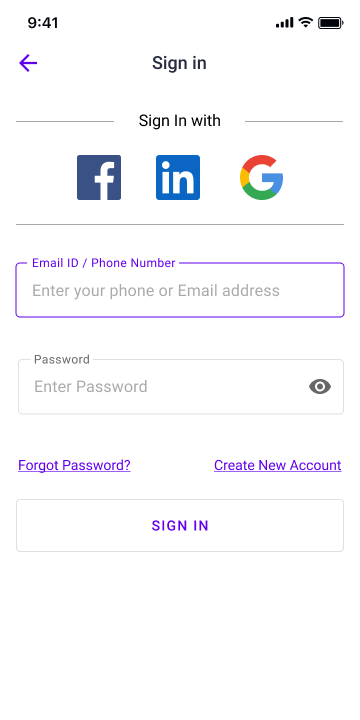 9:41
Sign in
Sign In with
f
in
G
Email ID / Phone Number
Enter your phone or Email address
Password
Enter Password
Forgot Password?
Create New Account
SIGN IN